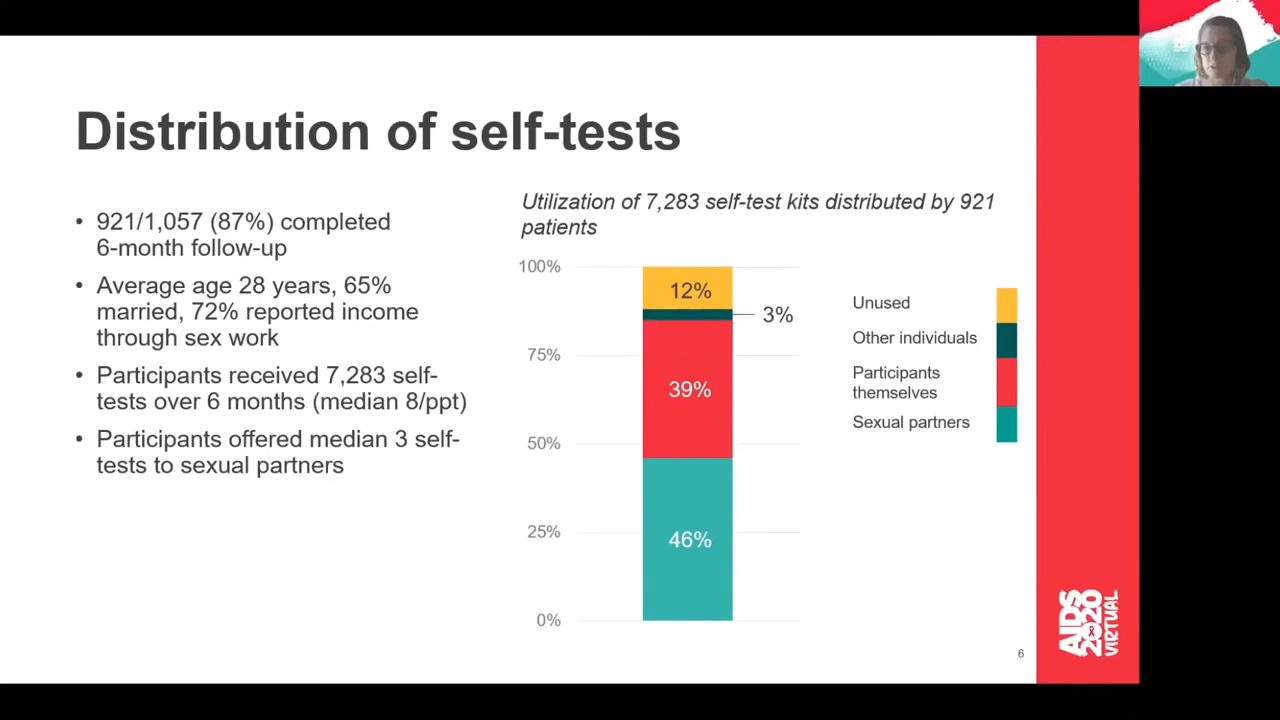 Distribution of self-tests
• 921/1,057 (87%) completed
6-month follow-up
• Average age 28 years, 65%
married, 72% reported income
through sex work
• Participants received 7,283 self-
tests over 6 months (median 8/ppt)
• Participants offered median 3 self-
tests to sexual partners
Utilization of 7,283 self-test kits distributed by 921
patients
100%
75%
50%
25%
0%
12%
3%
39%
46%
Unused
Other individuals
Participants
themselves
Sexual partners
6
AIDS
2020
VIRTUAL